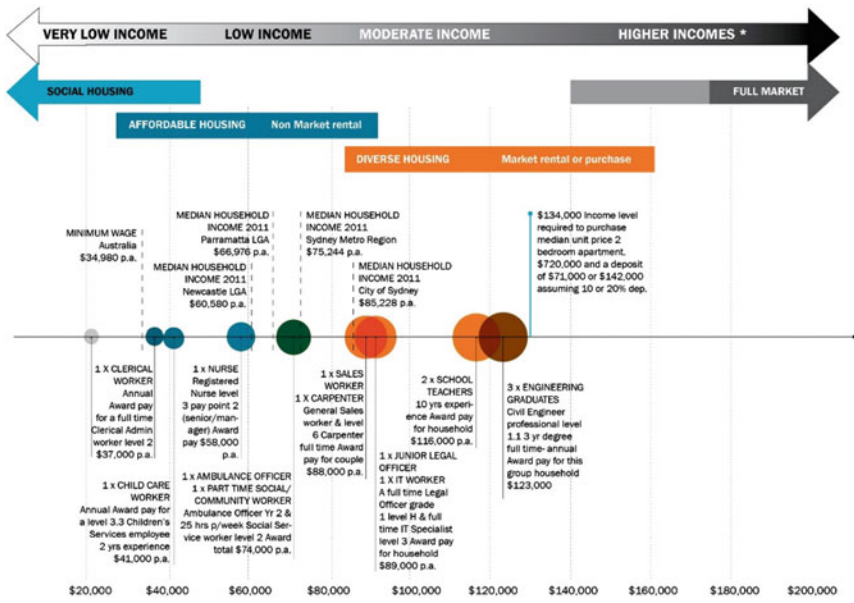 VERY LOW INCOME
LOW INCOME
MODERATE INCOME
HIGHER INCOMES *
SOCIAL HOUSING
FULL MARKET
AFFORDABLE HOUSING Non Market rental
DIVERSE HOUSING Market rental or purchase
MINIMUM WAGE
Australia
$34,980 p.a.
MEDIAN HOUSEHOLD
INCOME 2011
Parramatta LGA
$66,976 p.a.
MEDIAN HOUSEHOLD
INCOME 2011
Newcastle LGA
$60,580 p.a.
MEDIAN HOUSEHOLD
INCOME 2011
Sydney Metro Region
$75,244 p.a.
MEDIAN HOUSEHOLD
INCOME 2011
City of Sydney
$85,228 p.a.
$134,000 Income level
required to purchase
median unit price 2
bedroom apartment,
$720,000 and a deposit
of $71,000 or $142,000
assuming 10 or 20% dep.
1 X CLERICAL
WORKER
Annual
Award pay
for a full time
Clerical Admin
worker level 2
$37,000 p.a.
1 x CHILD CARE
WORKER
Annual Award pay for
a level 3.3 Children's
Services employee
2 yrs experience
$41,000 p.a.
1 x NURSE
Registered
Nurse level
3 pay point 2
(senior/man-
ager) Award
pay $58,000
p.a.
1 x AMBULANCE OFFICER
1 x PART TIME SOCIAL/
COMMUNITY WORKER
Ambulance Officer Yr 2 &
25 hrs p/week Social Ser-
vice worker level 2 Award
total $74,000 p.a.
1 x SALES
WORKER
1 X CARPENTER
General Sales
worker & level
6 Carpenter
full time Award
pay for couple
$88,000 p.a.
1 x JUNIOR LEGAL
OFFICER
1 X IT WORKER
A full time Legal
Officer grade
1 level H & full
time IT Specialist
level 3 Award pay
for household
$89,000 p.a.
2 x SCHOOL
TEACHERS
10 yrs experi-
ence Award pay
for household
$116,000 p.a.
3 x ENGINEERING
GRADUATES
Civil Engineer
professional level
1.1 3 yr degree
full time- annual
Award pay for this
group household
$123,000
$20,000
$40,000
$60,000
$80,000
$100,000
$120,000
$140,000
$160,000
$180,000
$200,000